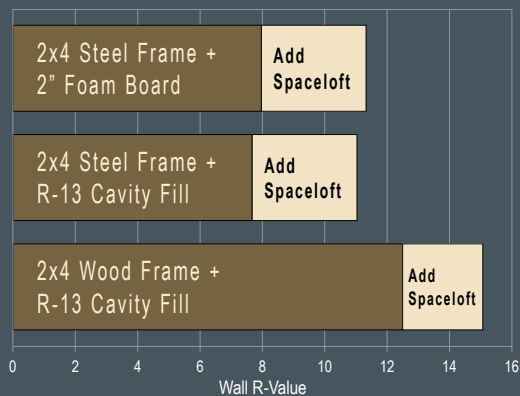 2x4 Steel Frame +
2” Foam Board
Add
Spaceloft
2x4 Steel Frame +
R-13 Cavity Fill
Add
Spaceloft
2x4 Wood Frame +
R-13 Cavity Fill
Add
Spaceloft
0 2 4 6 8 10 12 14 16
Wall R-Value